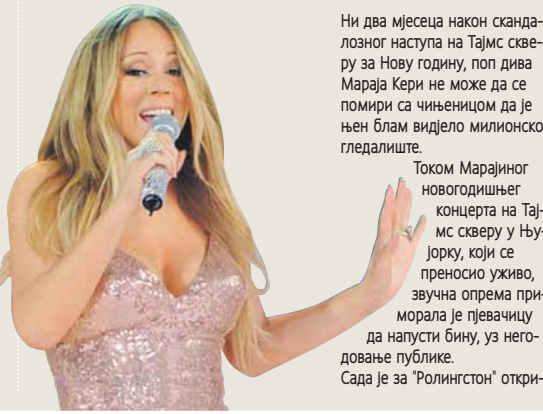 Ни два мјесеца након сканда-
лозног наступа на Тајмс скве-
ру за Нову годину, поп дива
Мараја Кери не може да се
помири са чињеницом да је
њен блам видјело милионско
гледалиште.
Током Марајиног
новогодишњег
концерта на Тај-
мс скверу у Њу-
јорку, који се
преносио уживо,
звучна опрема при-
морала је пјевачицу
да напусти бину, уз него-
довање публике.
Сада је за "Ролингстон" откри-